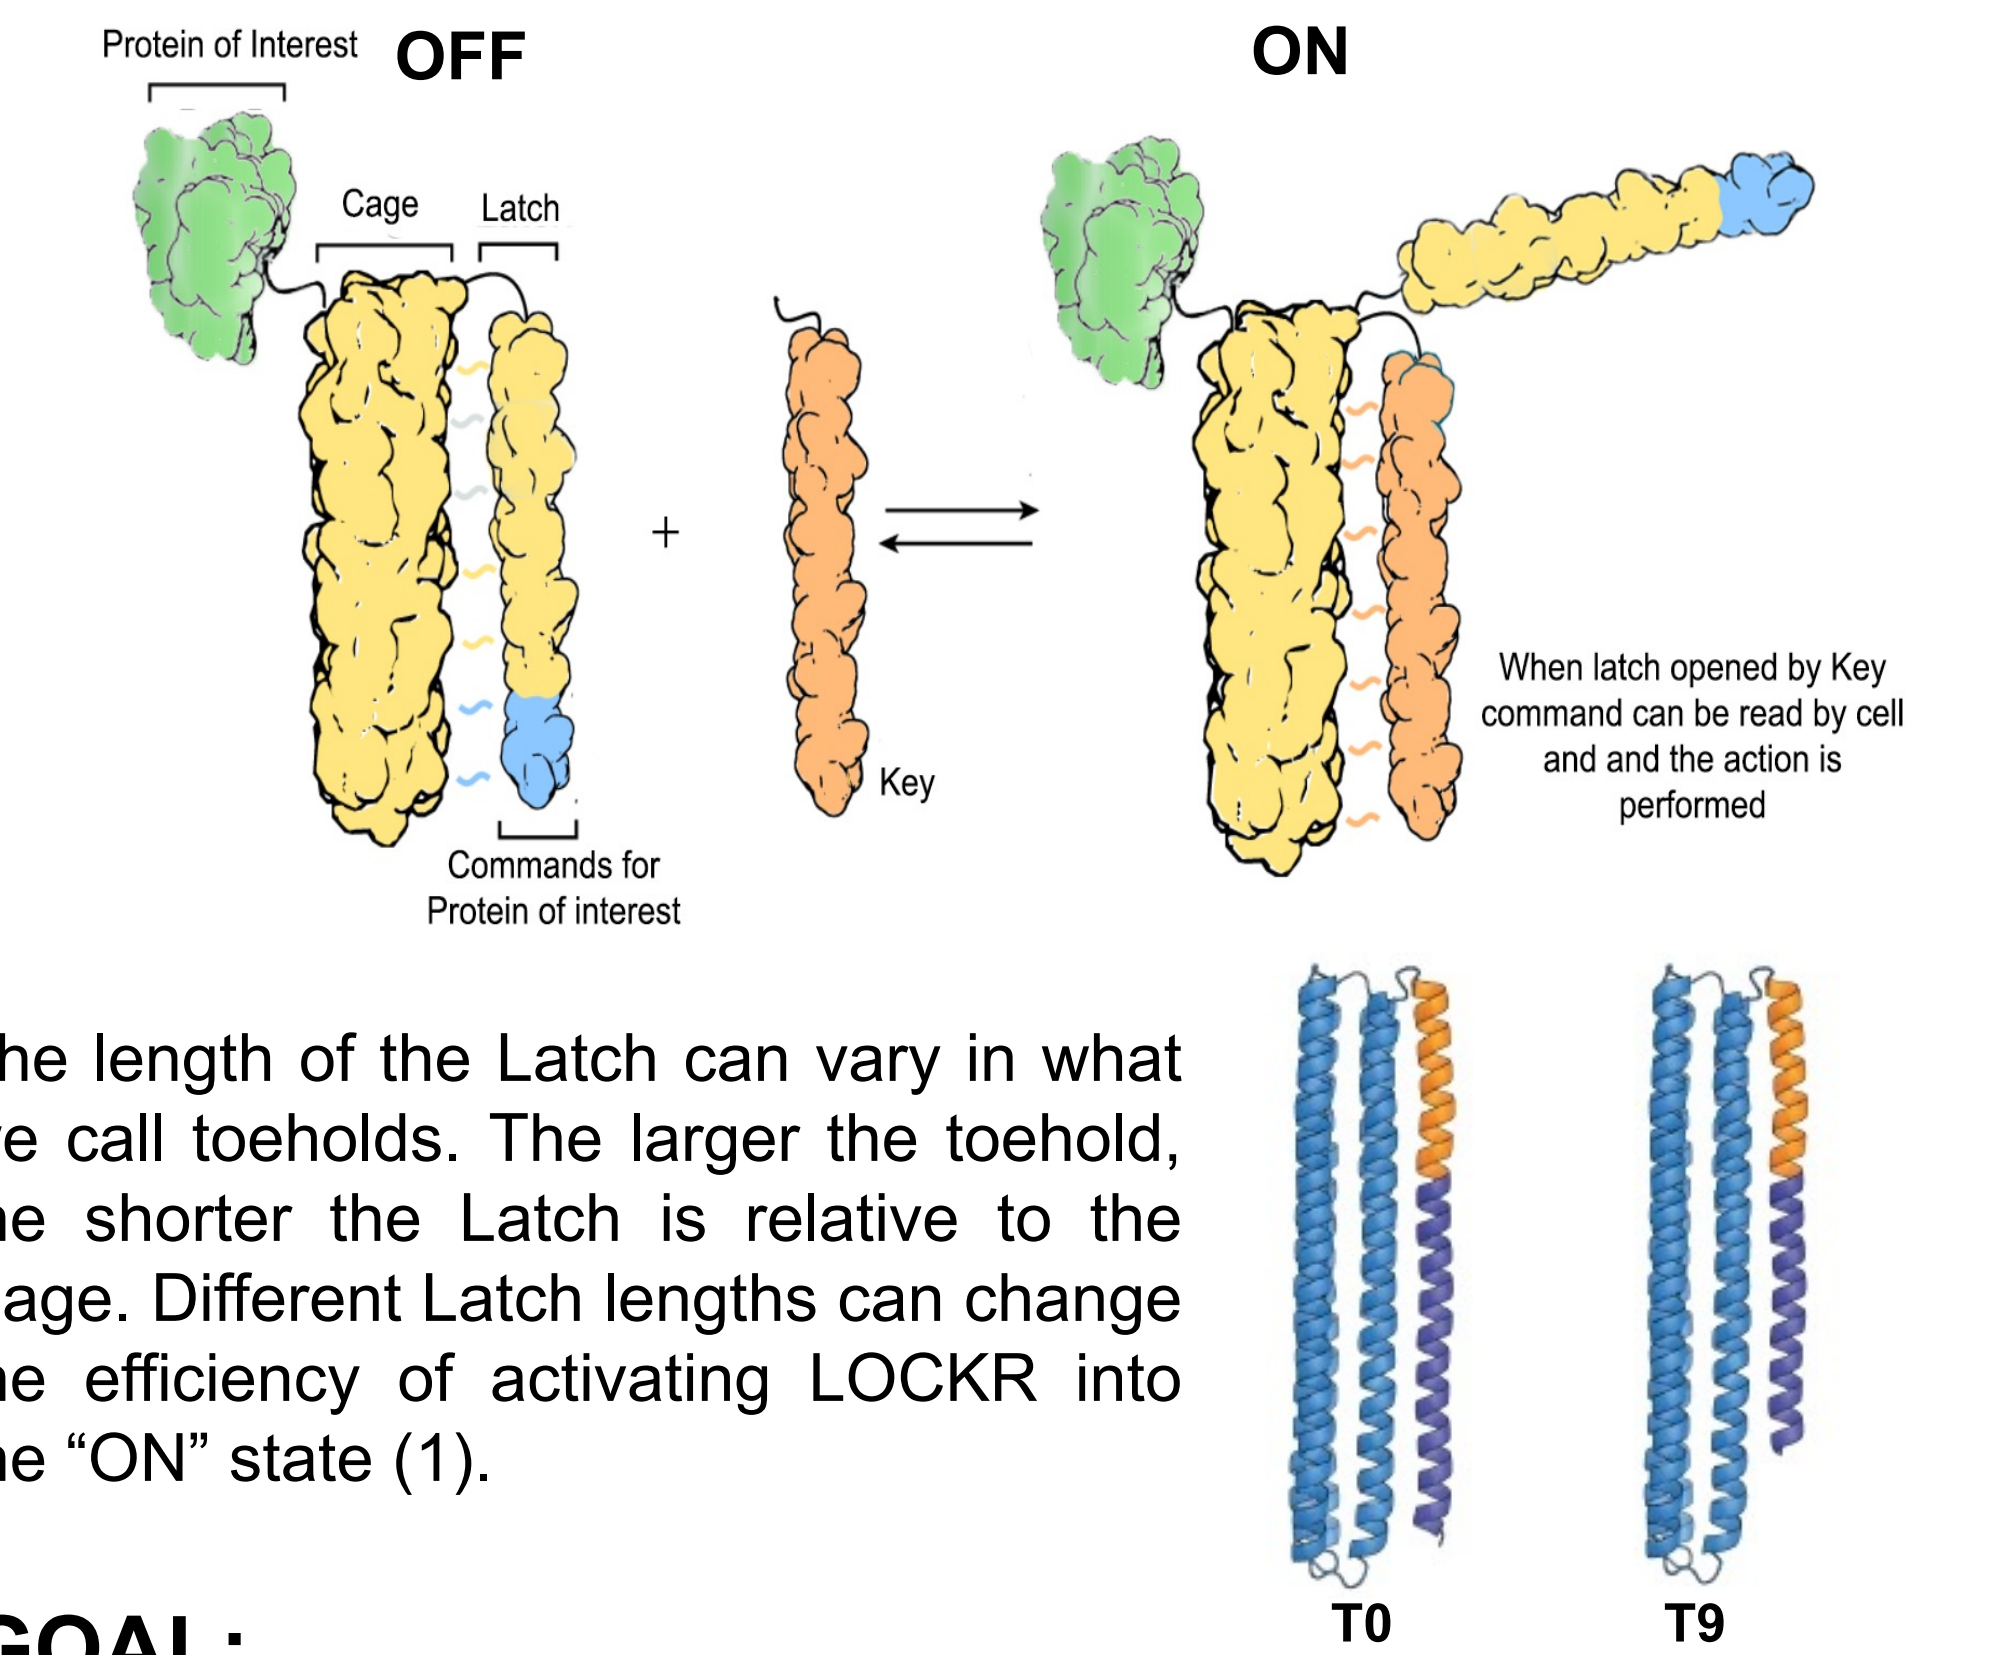 Protein of Interest
OFF
ON
Cage
Latch
+
Key
When latch opened by Key
command can be read by cell
and and the action is
performed
Commands for
Protein of interest
he length of the Latch can vary in what
e call toeholds. The larger the toehold,
e shorter the Latch is relative to the
age. Different Latch lengths can change
e efficiency of activating LOCKR into
e “ON” state (1).
T0
T9
GOAL: